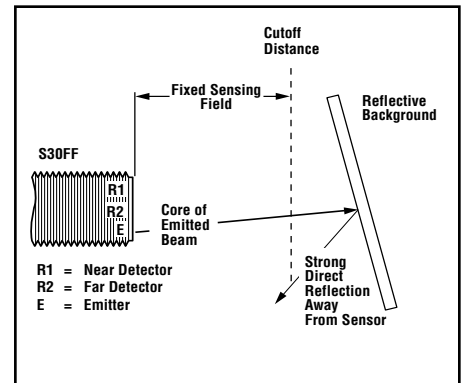 Cutoff
Distance
Fixed Sensing
Field
Reflective
Background
S30FF
R1
R2
E
Core of
Emitted
Beam
R1 = Near Detector
R2 = Far Detector
E = Emitter
Strong
Direct
Reflection
Away
From Sensor